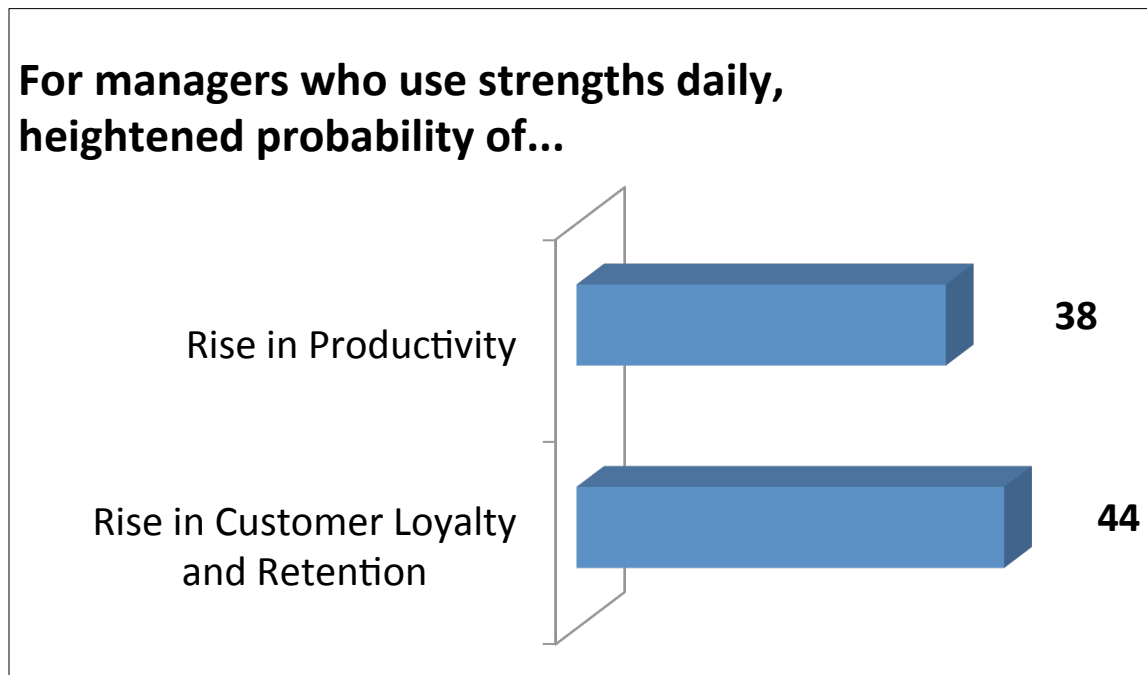 For managers who use strengths daily,
heightened probability of...
Rise in Productivity
38
Rise in Customer Loyalty
and Retention
44